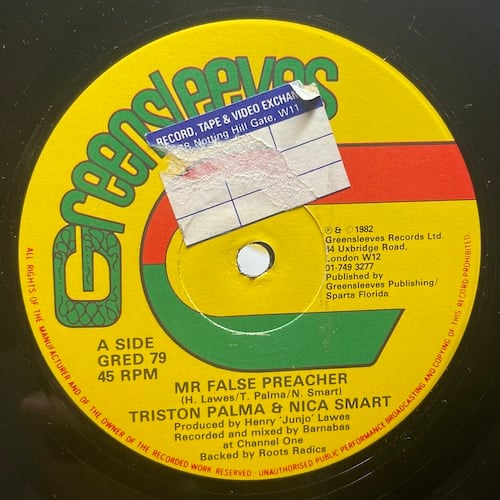 Greensleeves
RECORD, TAPE & VIDEO
Notting Hill Gate, W11
℗ & © 1982
Greensleeves Records Ltd.
Uxbridge Road,
London W12
01-749 3277
Published by
Greensleeves Publishing/
Sparta Florida
A SIDE
GRED 79
45 RPM
MR FALSE PREACHER
(H. Lawes/T. Palma/N. Smart)
TRISTON PALMA & NICA SMART
Produced by Henry 'Junjo' Lawes
Recorded and mixed by Barnabas
at Channel One
Backed by Roots Radics
ALL RIGHTS OF THE MANUFACTURER AND OF THE OWNER OF THE RECORDED WORK RESERVED UNAUTHORISED PUBLIC PERFORMANCE BROADCASTING AND COPYING OF THIS RECORD PROHIBITED.